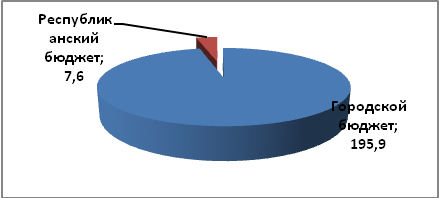 Республик
анский
бюджет;
7,6
Городской
бюджет;
195,9